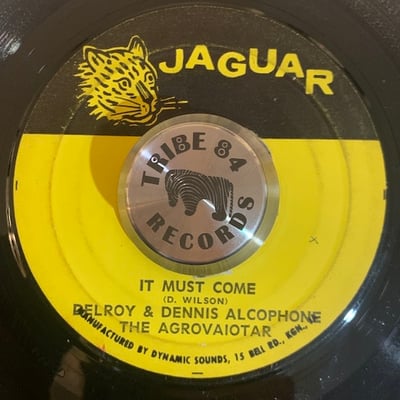 JAGUAR
TRIBE 84
RECORDS
IT MUST COME
(D. WILSON)
DELROY & DENNIS ALCOPHONE
THE AGROVAIOTAR
MANUFACTURED BY DYNAMIC SOUNDS, 15 BELL RD., KGN.,